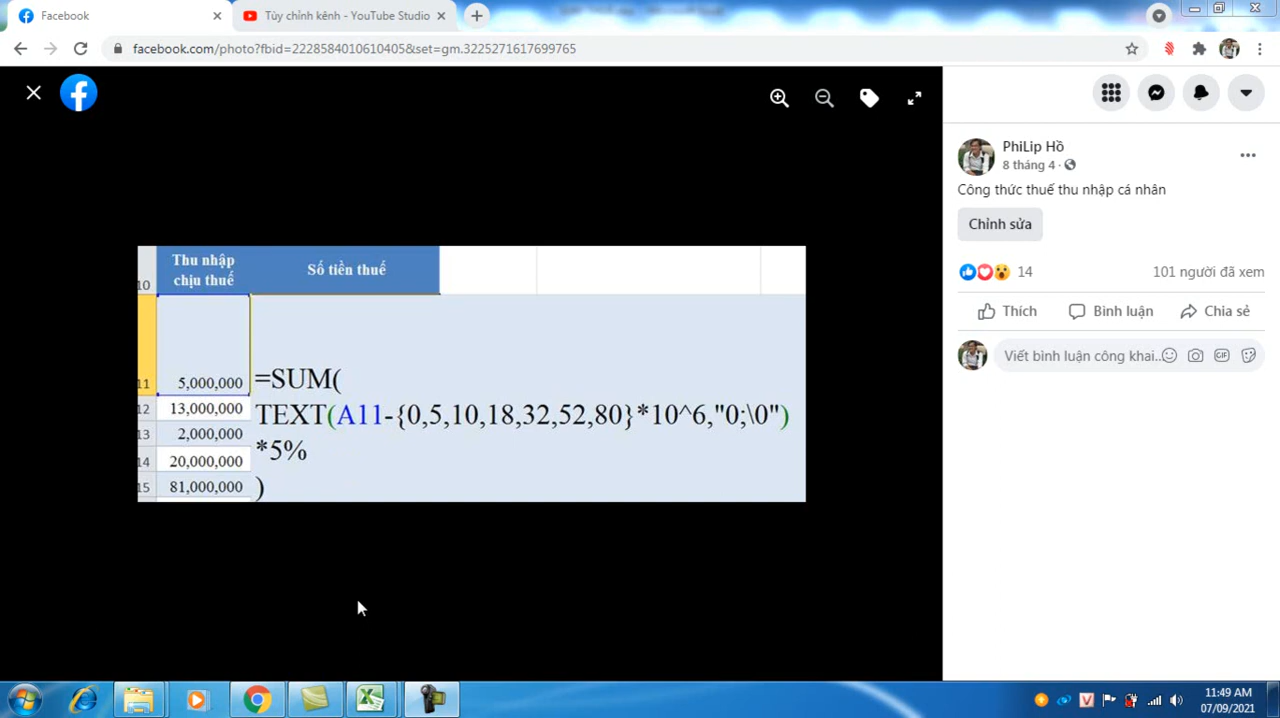 Facebook
Tùy chỉnh kênh - YouTube Studio
facebook.com/photo?fbid=2228584010610405&set=gm.3225271617699765
PhiLip Hồ
8 tháng 4
Công thức thuế thu nhập cá nhân
Chỉnh sửa
14
101 người đã xem
Thích
Bình luận
Chia sẻ
Viết bình luận công khai...
GIF
10
Thu nhập
chịu thuế
Số tiền thuế
11
5,000,000
=SUM(
12
13,000,000
TEXT(A11-{0,5,10,18,32,52,80}*10^6,"0;\0")
13
2,000,000
*5%
14
20,000,000
15
81,000,000
)
11:49 AM
07/09/2021